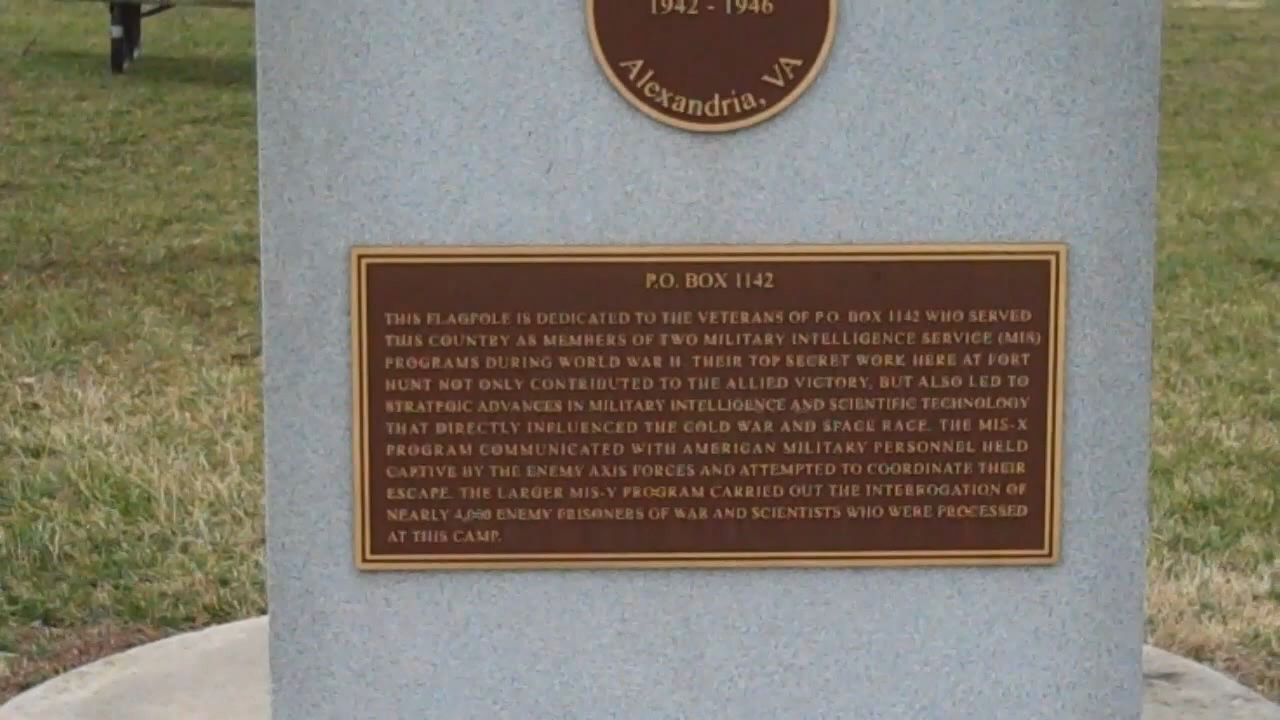 1942 - 1946
Alexandria, VA
P.O. BOX 1142
THIS FLAGPOLE IS DEDICATED TO THE VETERANS OF P.O. BOX 1142 WHO SERVED
THIS COUNTRY AS MEMBERS OF TWO MILITARY INTELLIGENCE SERVICE (MIS)
PROGRAMS DURING WORLD WAR II. THEIR TOP SECRET WORK HERE AT FORT
HUNT NOT ONLY CONTRIBUTED TO THE ALLIED VICTORY, BUT ALSO LED TO
STRATEGIC ADVANCES IN MILITARY INTELLIGENCE AND SCIENTIFIC TECHNOLOGY
THAT DIRECTLY INFLUENCED THE COLD WAR AND SPACE RACE. THE MIS-X
PROGRAM COMMUNICATED WITH AMERICAN MILITARY PERSONNEL HELD
CAPTIVE BY THE ENEMY AXIS FORCES AND ATTEMPTED TO COORDINATE THEIR
ESCAPE. THE LARGER MIS-Y PROGRAM CARRIED OUT THE INTERROGATION OF
NEARLY ENEMY PRISONERS OF WAR AND SCIENTISTS WHO WERE PROCESSED
AT THIS CAMP.